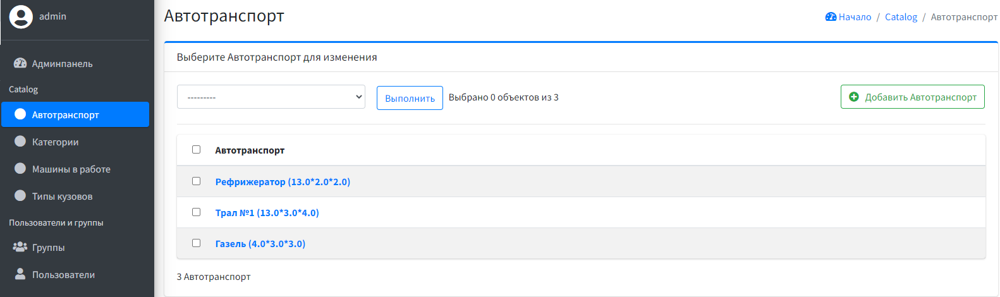 admin
Админпанель
Catalog
Автотранспорт
Категории
Машины в работе
Типы кузовов
Пользователи и группы
Группы
Пользователи
Автотранспорт
Начало / Catalog / Автотранспорт
Выберите Автотранспорт для изменения
---------
Выполнить
Выбрано 0 объектов из 3
Добавить Автотранспорт
Автотранспорт
Рефрижератор (13.0*2.0*2.0)
Трал №1 (13.0*3.0*4.0)
Газель (4.0*3.0*3.0)
3 Автотранспорт